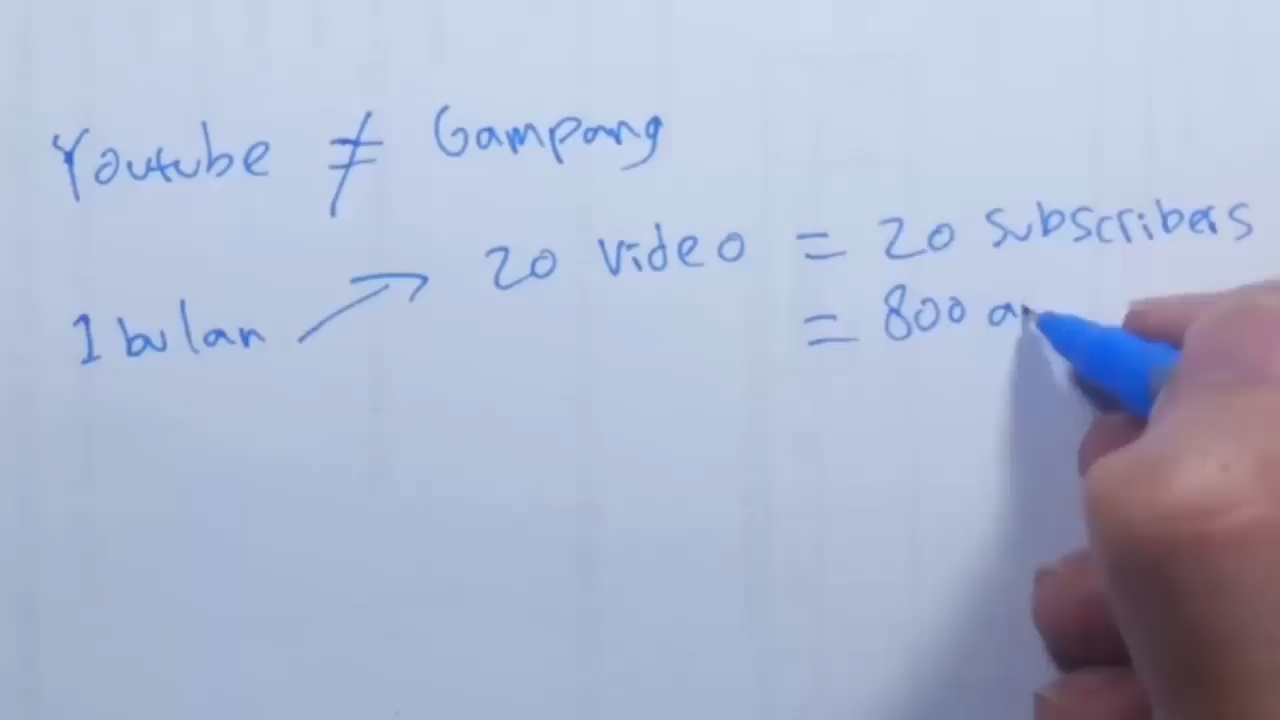 Youtube ≠ Gampang
1 bulan → 20 video = 20 subscribers
= 800